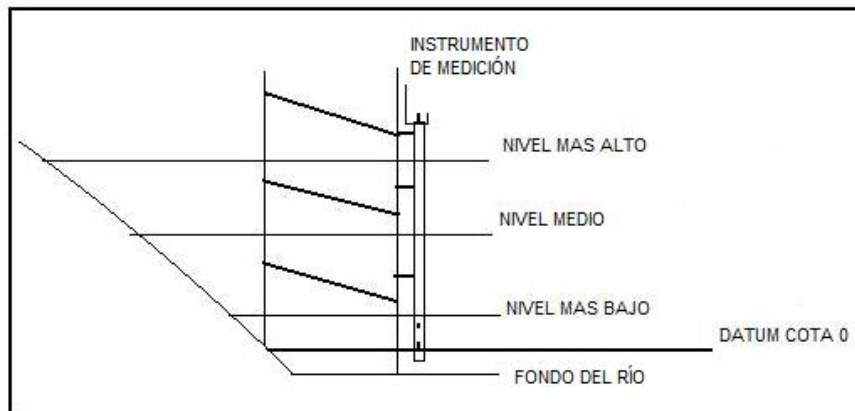 INSTRUMENTO
DE MEDICIÓN
NIVEL MAS ALTO
NIVEL MEDIO
NIVEL MAS BAJO
DATUM COTA 0
FONDO DEL RÍO